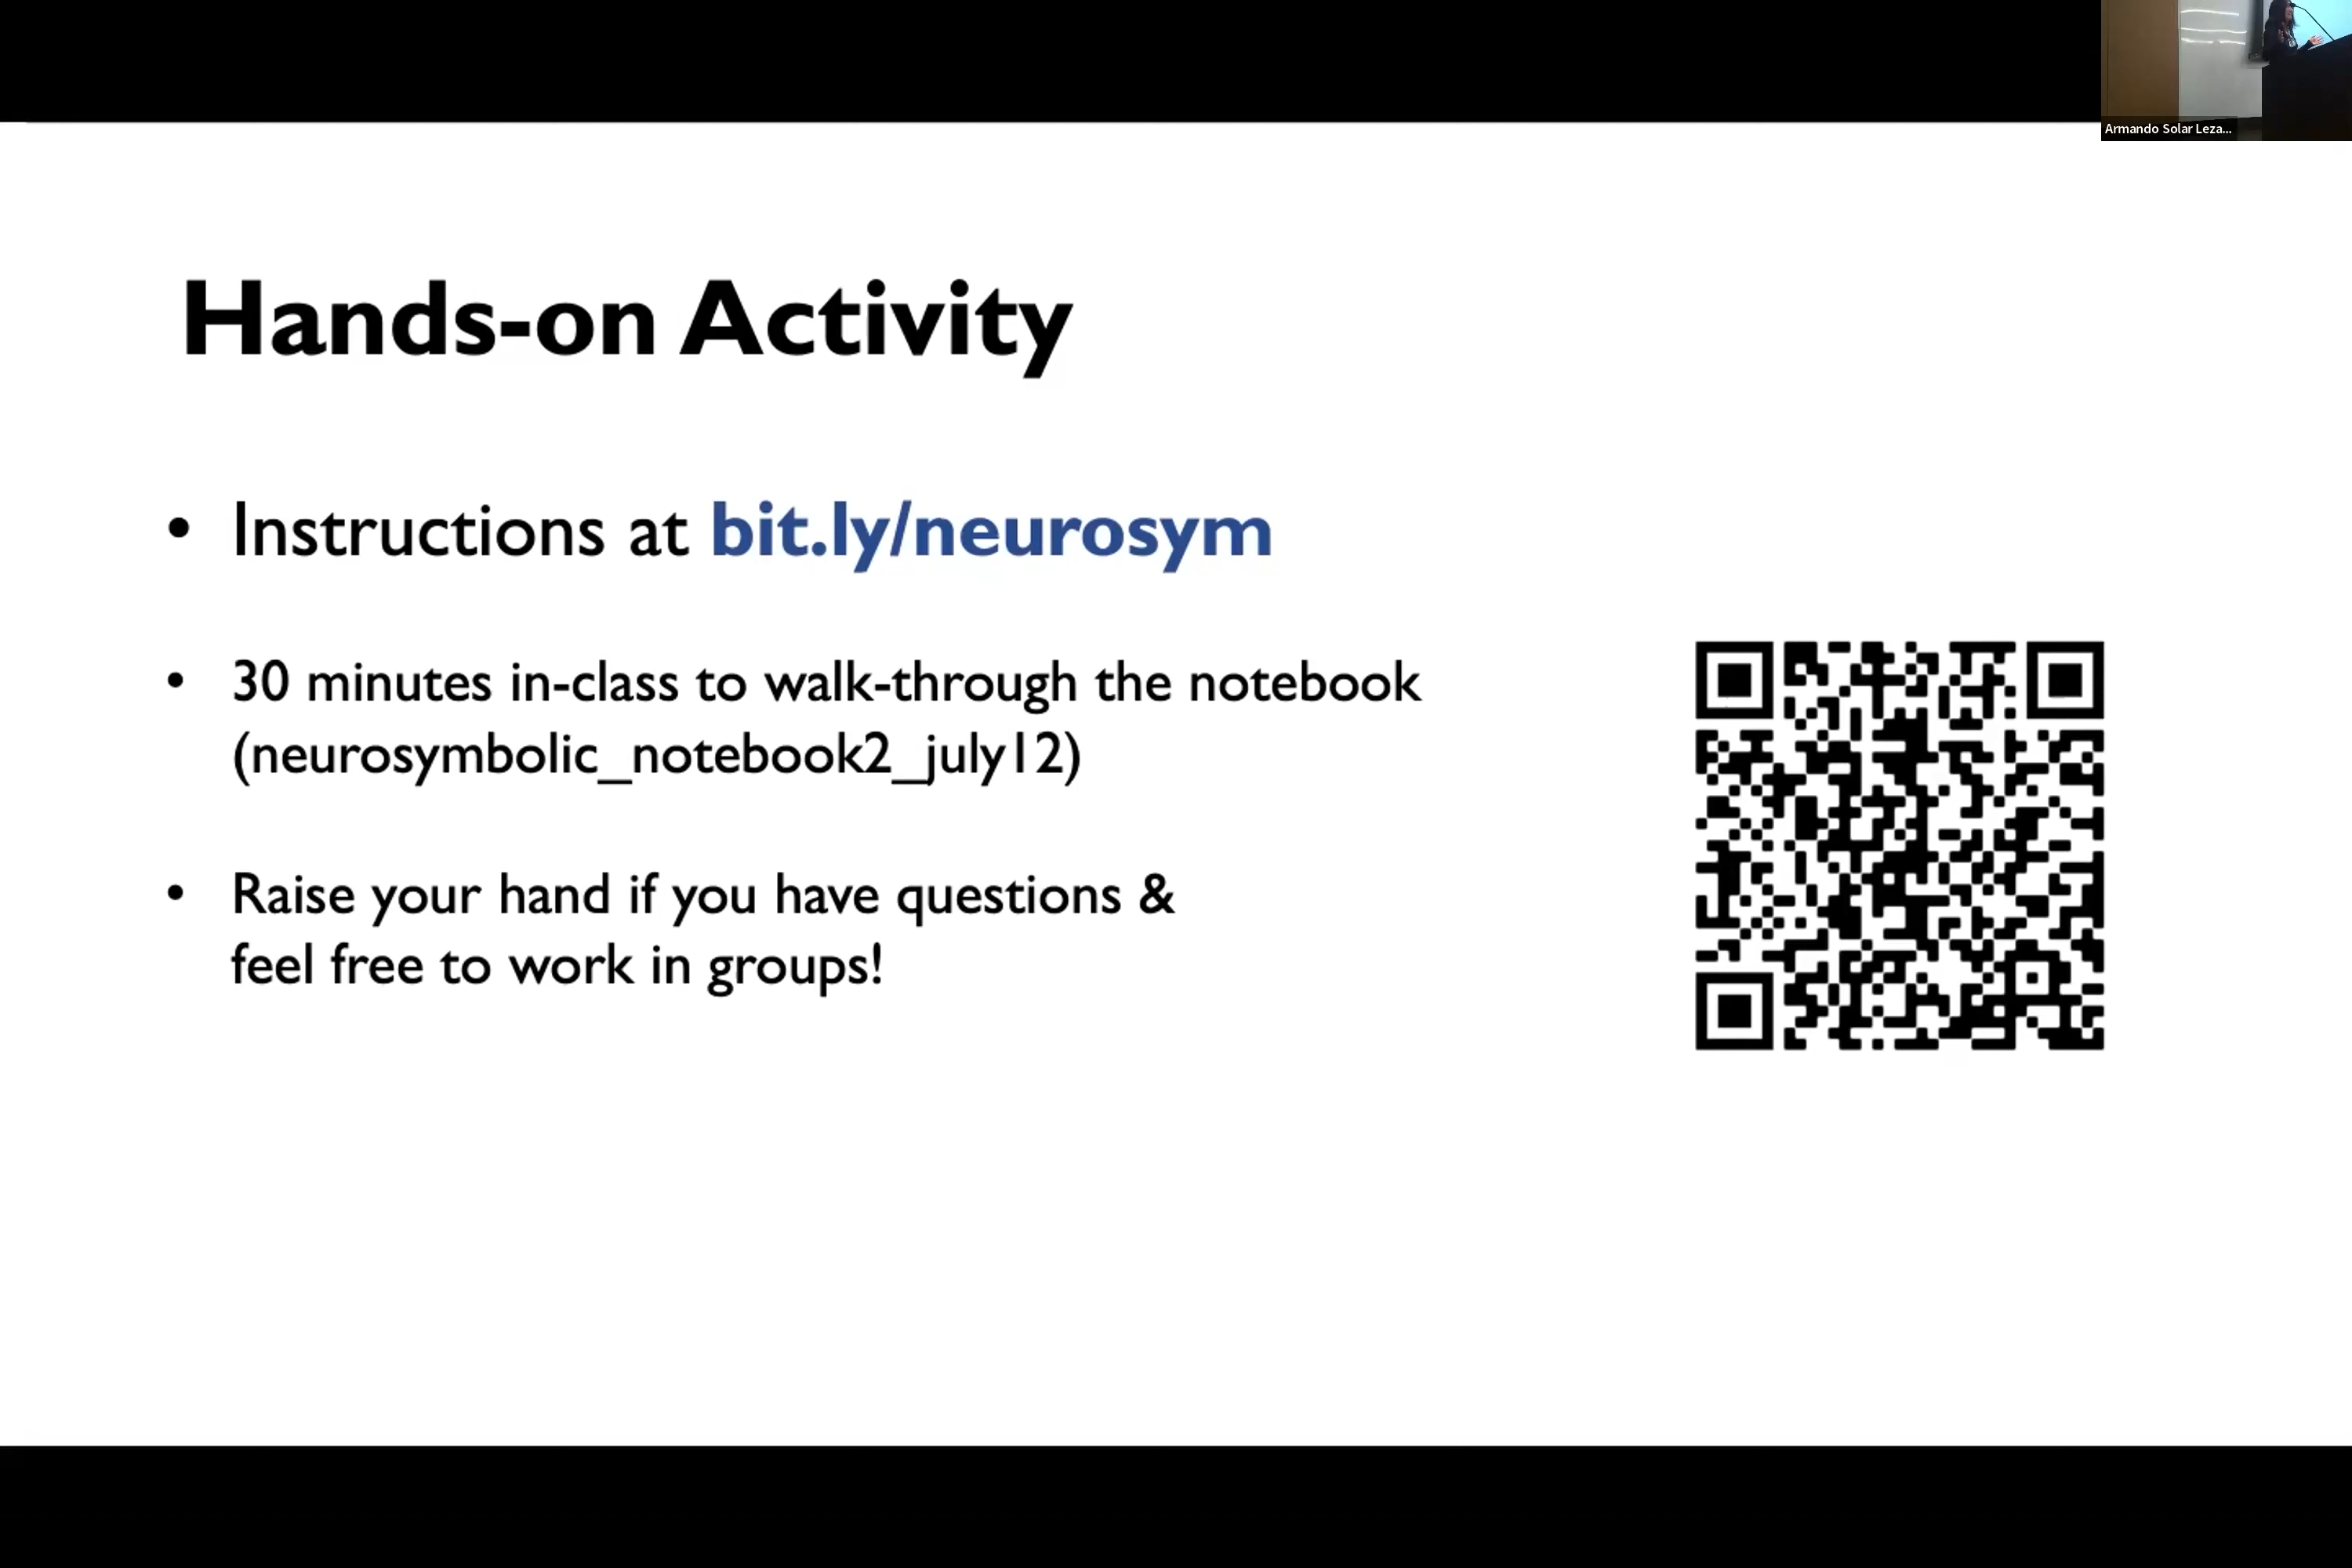 Armando Solar Leza...
Hands-on Activity
• Instructions at bit.ly/neurosym
• 30 minutes in-class to walk-through the notebook
(neurosymbolic_notebook2_july12)
• Raise your hand if you have questions &
feel free to work in groups!